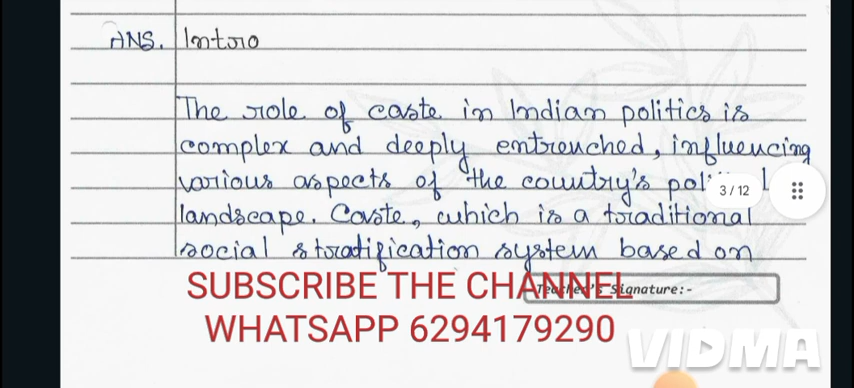 ANS. Intro
The role of caste in Indian politics is
complex and deeply entrenched, influencing
various aspects of the country's
3 / 12
landscape. Caste, which is a traditional
social stratification system based on
SUBSCRIBE THE CHANNEL
Signature:-
WHATSAPP 6294179290
VIDMA